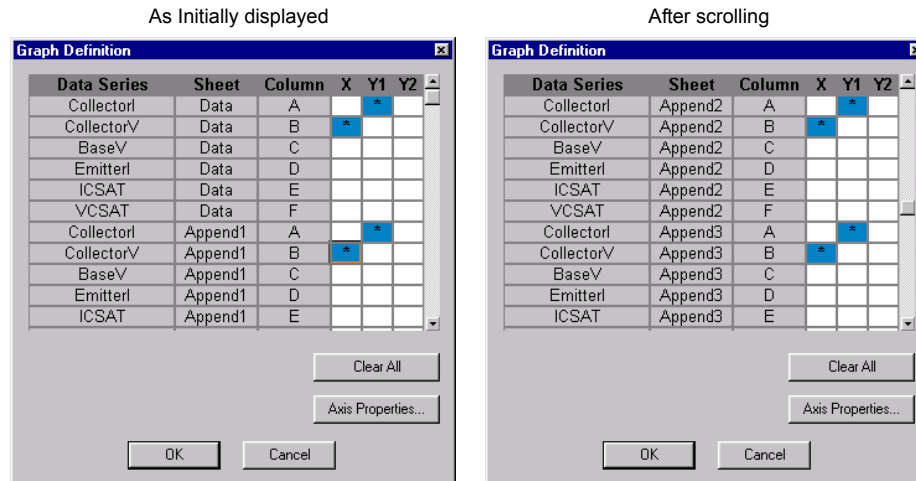 As Initially displayed
Graph Definition
Data Series Sheet Column X Y1 Y2
CollectorI Data A *
CollectorV Data B *
BaseV Data C
EmitterI Data D
ICSAT Data E
VCSAT Data F
CollectorI Append1 A *
CollectorV Append1 B *
BaseV Append1 C
EmitterI Append1 D
ICSAT Append1 E
Clear All
Axis Properties...
OK Cancel
After scrolling
Graph Definition
Data Series Sheet Column X Y1 Y2
CollectorI Append2 A *
CollectorV Append2 B *
BaseV Append2 C
EmitterI Append2 D
ICSAT Append2 E
VCSAT Append2 F
CollectorI Append3 A *
CollectorV Append3 B *
BaseV Append3 C
EmitterI Append3 D
ICSAT Append3 E
Clear All
Axis Properties...
OK Cancel